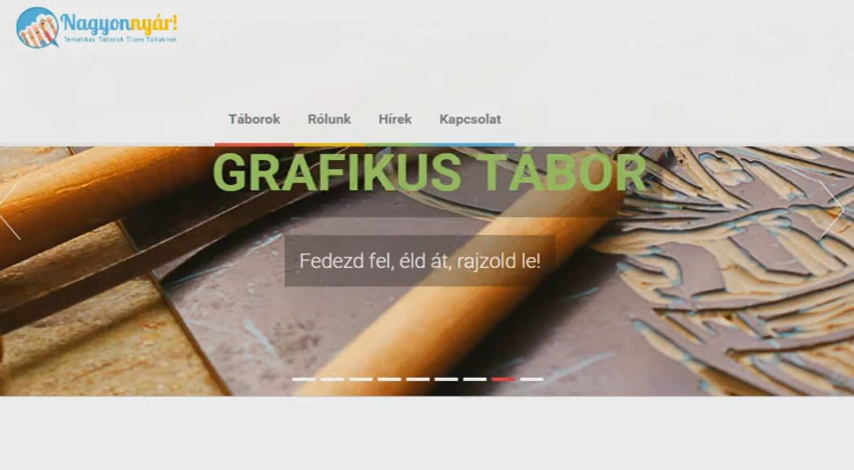 Nagyonnyár!
Tematikus Táborok Tizen Túliaknak
Táborok Rólunk Hírek Kapcsolat
GRAFIKUS TÁBOR
Fedezd fel, éld át, rajzold le!